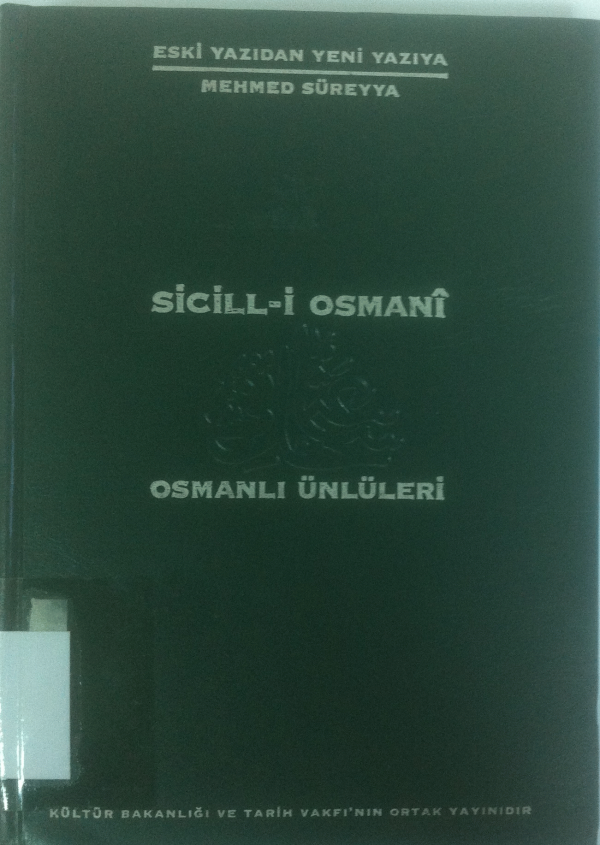 ESKİ YAZIDAN YENİ YAZIYA
MEHMED SÜREYYA
SİCİLL-İ OSMANÎ
OSMANLI ÜNLÜLERİ
KÜLTÜR BAKANLIĞI VE TARİH VAKFI'NIN ORTAK YAYINIDIR